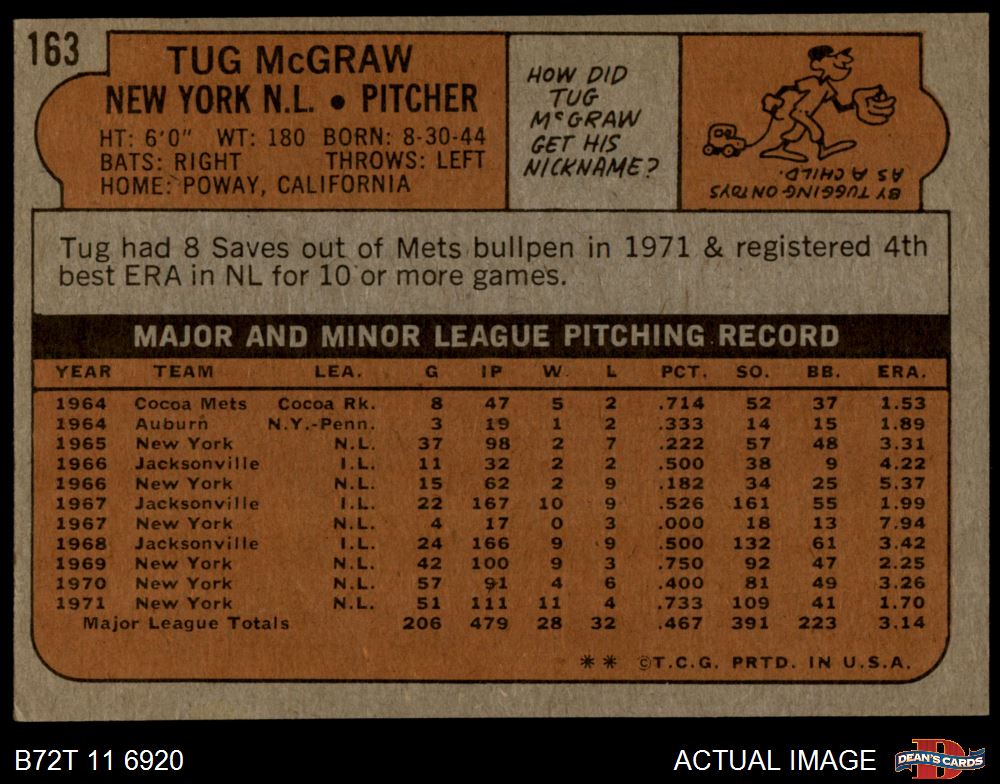 163
TUG McGRAW
NEW YORK N.L. • PITCHER
HT: 6'0" WT: 180 BORN: 8-30-44
BATS: RIGHT THROWS: LEFT
HOME: POWAY, CALIFORNIA
HOW DID
TUG
McGRAW
GET HIS
NICKNAME?
BY TUGGING ON TOYS
AS A CHILD.
Tug had 8 Saves out of Mets bullpen in 1971 & registered 4th
best ERA in NL for 10 or more games.
MAJOR AND MINOR LEAGUE PITCHING RECORD
YEAR TEAM LEA. G IP W. L PCT. SO. BB. ERA.
1964 Cocoa Mets Cocoa Rk. 8 47 5 2 .714 52 37 1.53
1964 Auburn N.Y.-Penn. 3 19 1 2 .333 14 15 1.89
1965 New York N.L. 37 98 2 7 .222 57 48 3.31
1966 Jacksonville I.L. 11 32 2 2 .500 38 9 4.22
1966 New York N.L. 15 62 2 9 .182 34 25 5.37
1967 Jacksonville I.L. 22 167 10 9 .526 161 55 1.99
1967 New York N.L. 4 17 0 3 .000 18 13 7.94
1968 Jacksonville I.L. 24 166 9 9 .500 132 61 3.42
1969 New York N.L. 42 100 9 3 .750 92 47 2.25
1970 New York N.L. 57 91 4 6 .400 81 49 3.26
1971 New York N.L. 51 111 11 4 .733 109 41 1.70
Major League Totals 206 479 28 32 .467 391 223 3.14
** ©T.C.G. PRTD. IN U.S.A.
B72T 11 6920
ACTUAL IMAGE
DEAN'S CARDS